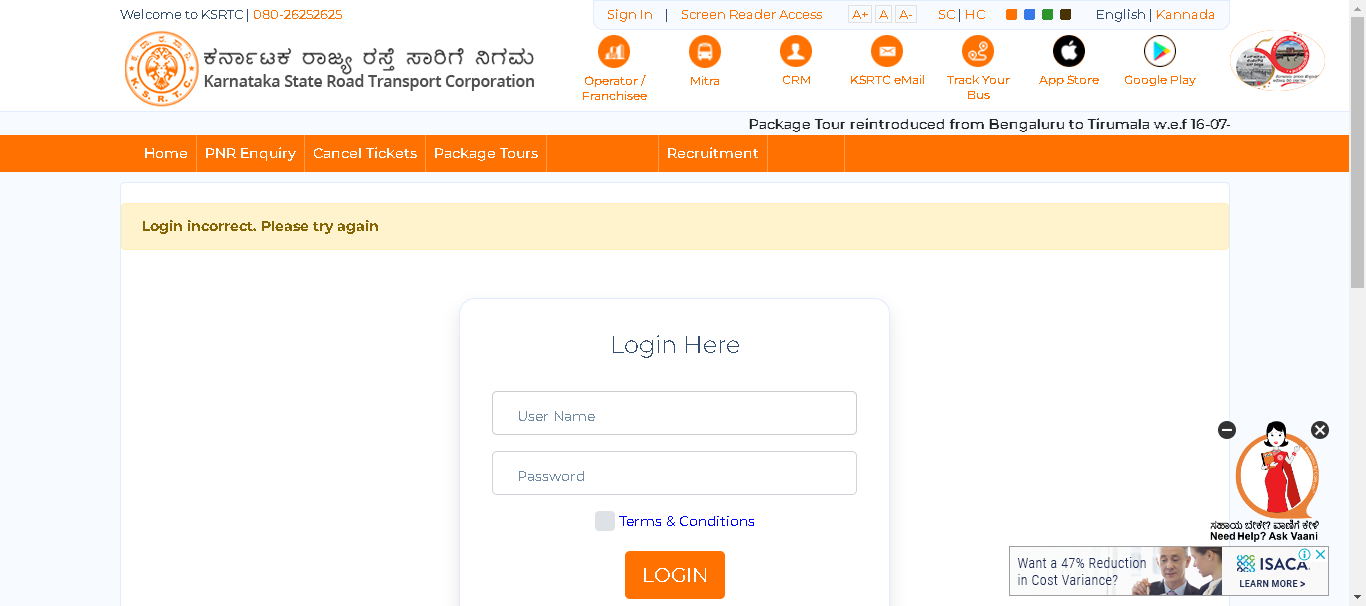 Welcome to KSRTC | 080-26252625
Sign In | Screen Reader Access A+ A A- SC | HC English | Kannada
ಕರ್ನಾಟಕ ರಾಜ್ಯ ರಸ್ತೆ ಸಾರಿಗೆ ನಿಗಮ
Karnataka State Road Transport Corporation
Operator /
Franchisee
Mitra
CRM
KSRTC eMail
Track Your
Bus
App Store
Google Play
Package Tour reintroduced from Bengaluru to Tirumala w.e.f 16-07-
Home PNR Enquiry Cancel Tickets Package Tours Recruitment
Login incorrect. Please try again
Login Here
User Name
Password
Terms & Conditions
LOGIN
ಸಹಾಯ ಬೇಕೇ? ವಾಣಿಗೆ ಕೇಳಿ
Need Help? Ask Vaani
Want a 47% Reduction
in Cost Variance?
ISACA
LEARN MORE >